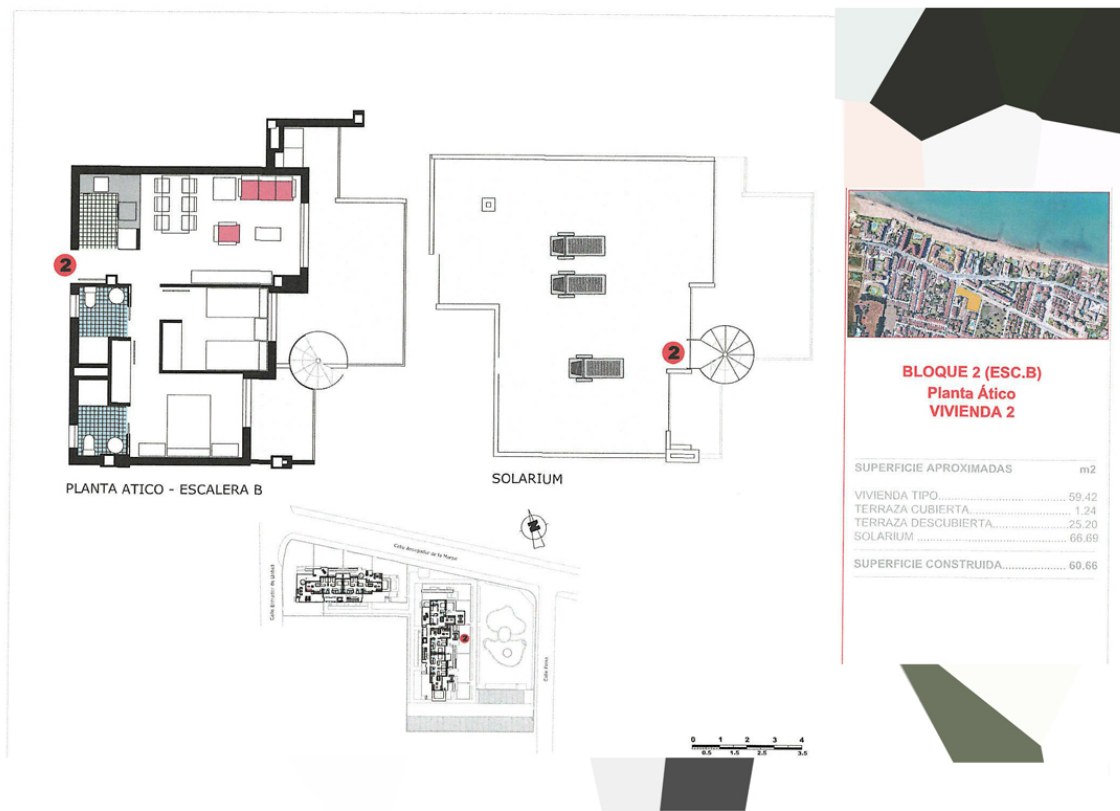 2
2
PLANTA ATICO - ESCALERA B
SOLARIUM
BLOQUE 2 (ESC.B)
Planta Ático
VIVIENDA 2
SUPERFICIE APROXIMADAS m2
VIVIENDA TIPO 59.42
TERRAZA CUBIERTA 1.24
TERRAZA DESCUBIERTA 25.20
SOLARIUM 66.69
SUPERFICIE CONSTRUIDA 60.66
N
2
0 1 2 3 4
0.5 1.5 2.5 3.5